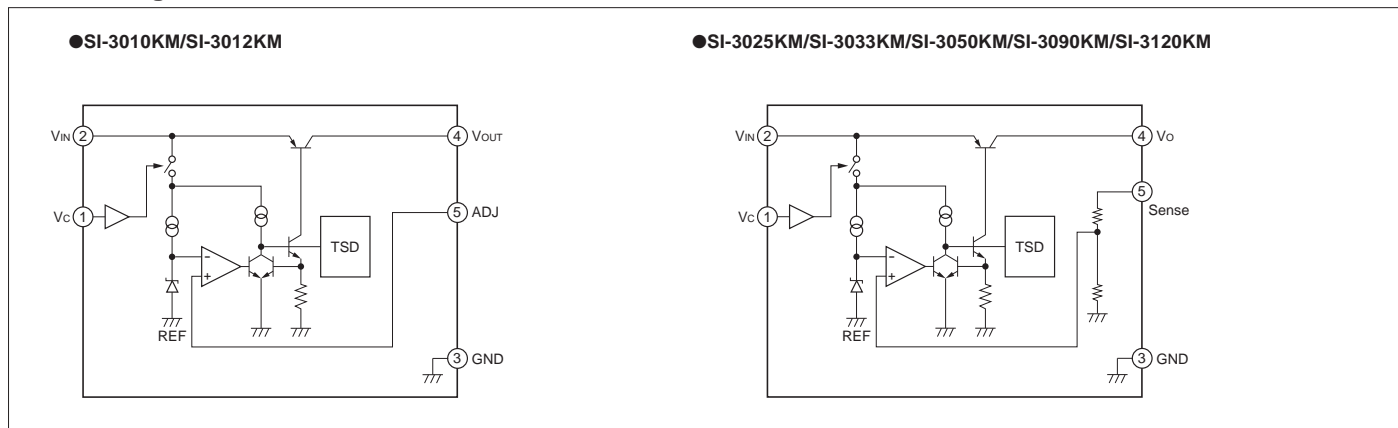 ●SI-3010KM/SI-3012KM
VIN 2
4 VOUT
VC 1
5 ADJ
TSD
-
+
REF
3 GND
●SI-3025KM/SI-3033KM/SI-3050KM/SI-3090KM/SI-3120KM
VIN 2
4 VO
5
Sense
VC 1
TSD
-
+
REF
3 GND